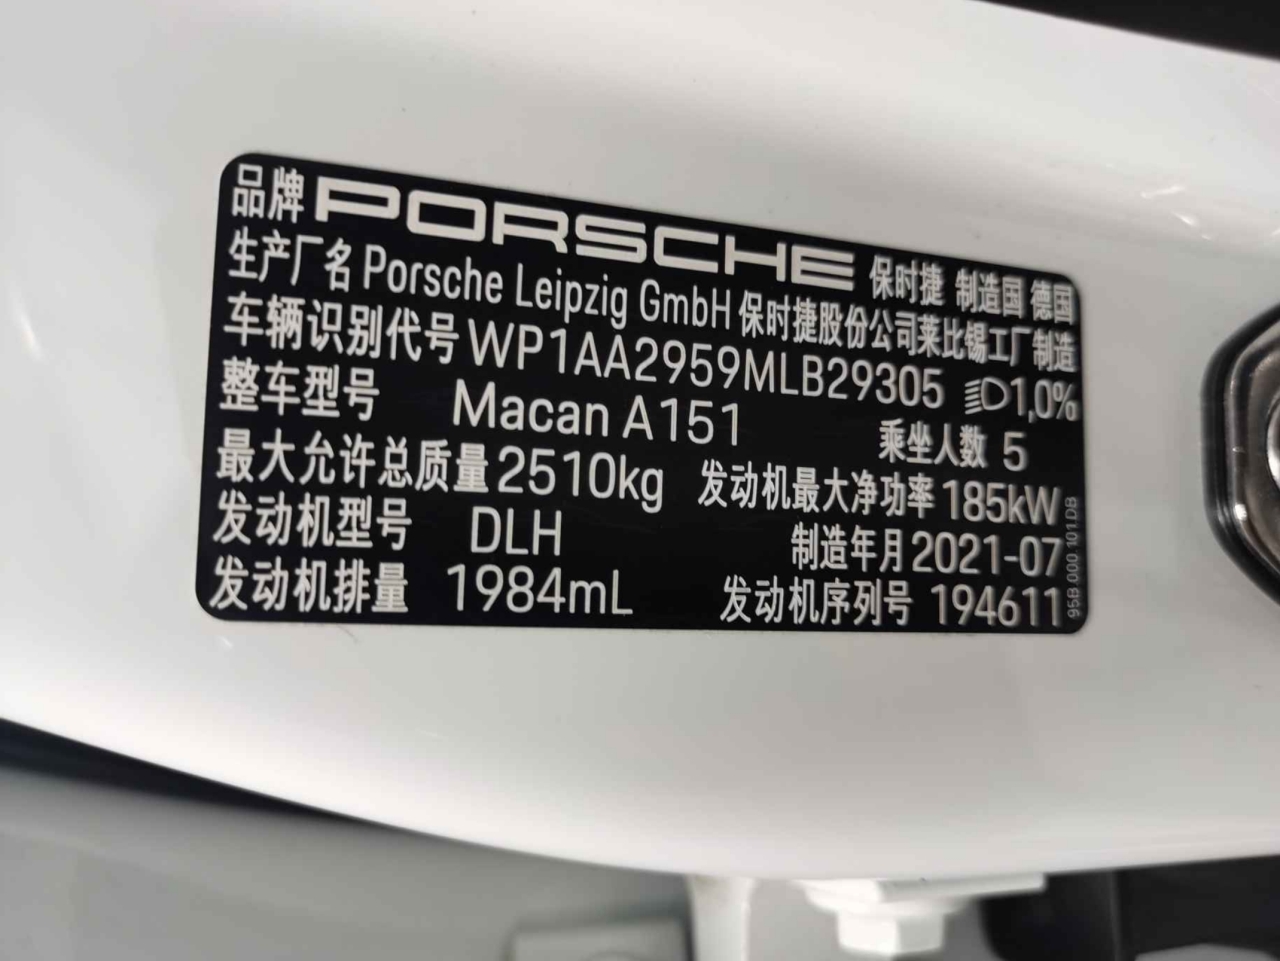 品牌 PORSCHE 保时捷 制造国 德国
生产厂名 Porsche Leipzig GmbH 保时捷股份公司莱比锡工厂制造
车辆识别代号 WP1AA2959MLB29305 1,0%
整车型号 Macan A151 乘坐人数 5
最大允许总质量 2510kg 发动机最大净功率 185kW
发动机型号 DLH 制造年月 2021-07
发动机排量 1984mL 发动机序列号 194611
95B.000.101.DB